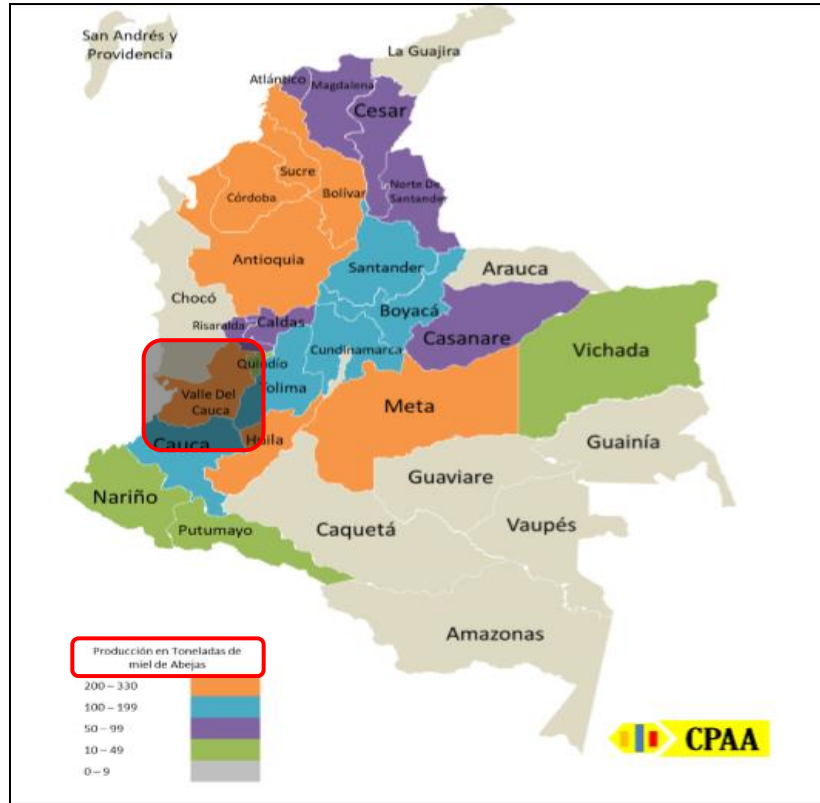 San Andrés y
Providencia
La Guajira
Atlántico
Magdalena
Cesar
Sucre
Córdoba
Bolívar
Norte De
Santander
Antioquia
Santander
Arauca
Chocó
Boyacá
Risaralda
Caldas
Casanare
Cundinamarca
Vichada
Quindío
Tolima
Valle Del
Cauca
Meta
Cauca
Huila
Guainía
Guaviare
Nariño
Caquetá
Vaupés
Putumayo
Amazonas
Producción en Toneladas de
miel de Abejas
200 – 330
100 – 199
50 – 99
10 – 49
0 – 9
CPAA